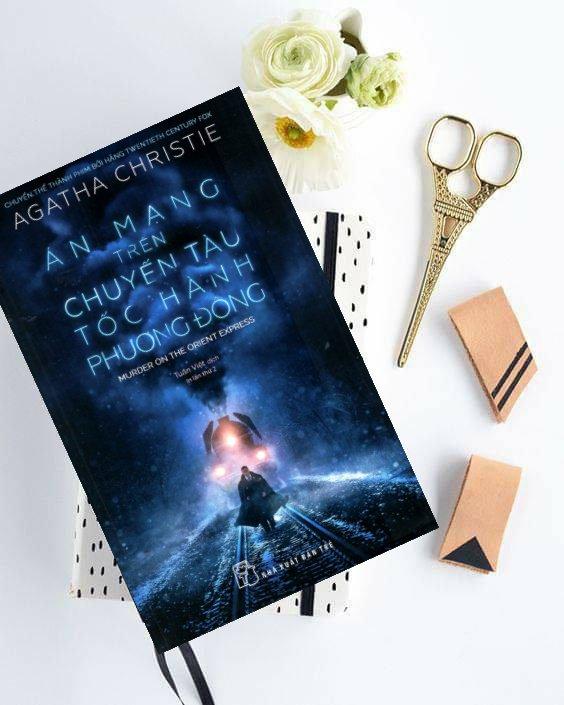 CHUYỂN THỂ THÀNH PHIM BỞI HÃNG TWENTIETH CENTURY FOX
AGATHA CHRISTIE
ÁN MẠNG
TRÊN
CHUYẾN TÀU
TỐC HÀNH
PHƯƠNG ĐÔNG
MURDER ON THE ORIENT EXPRESS
Tuấn Việt dịch
In lần thứ 2
NHÀ XUẤT BẢN TRẺ